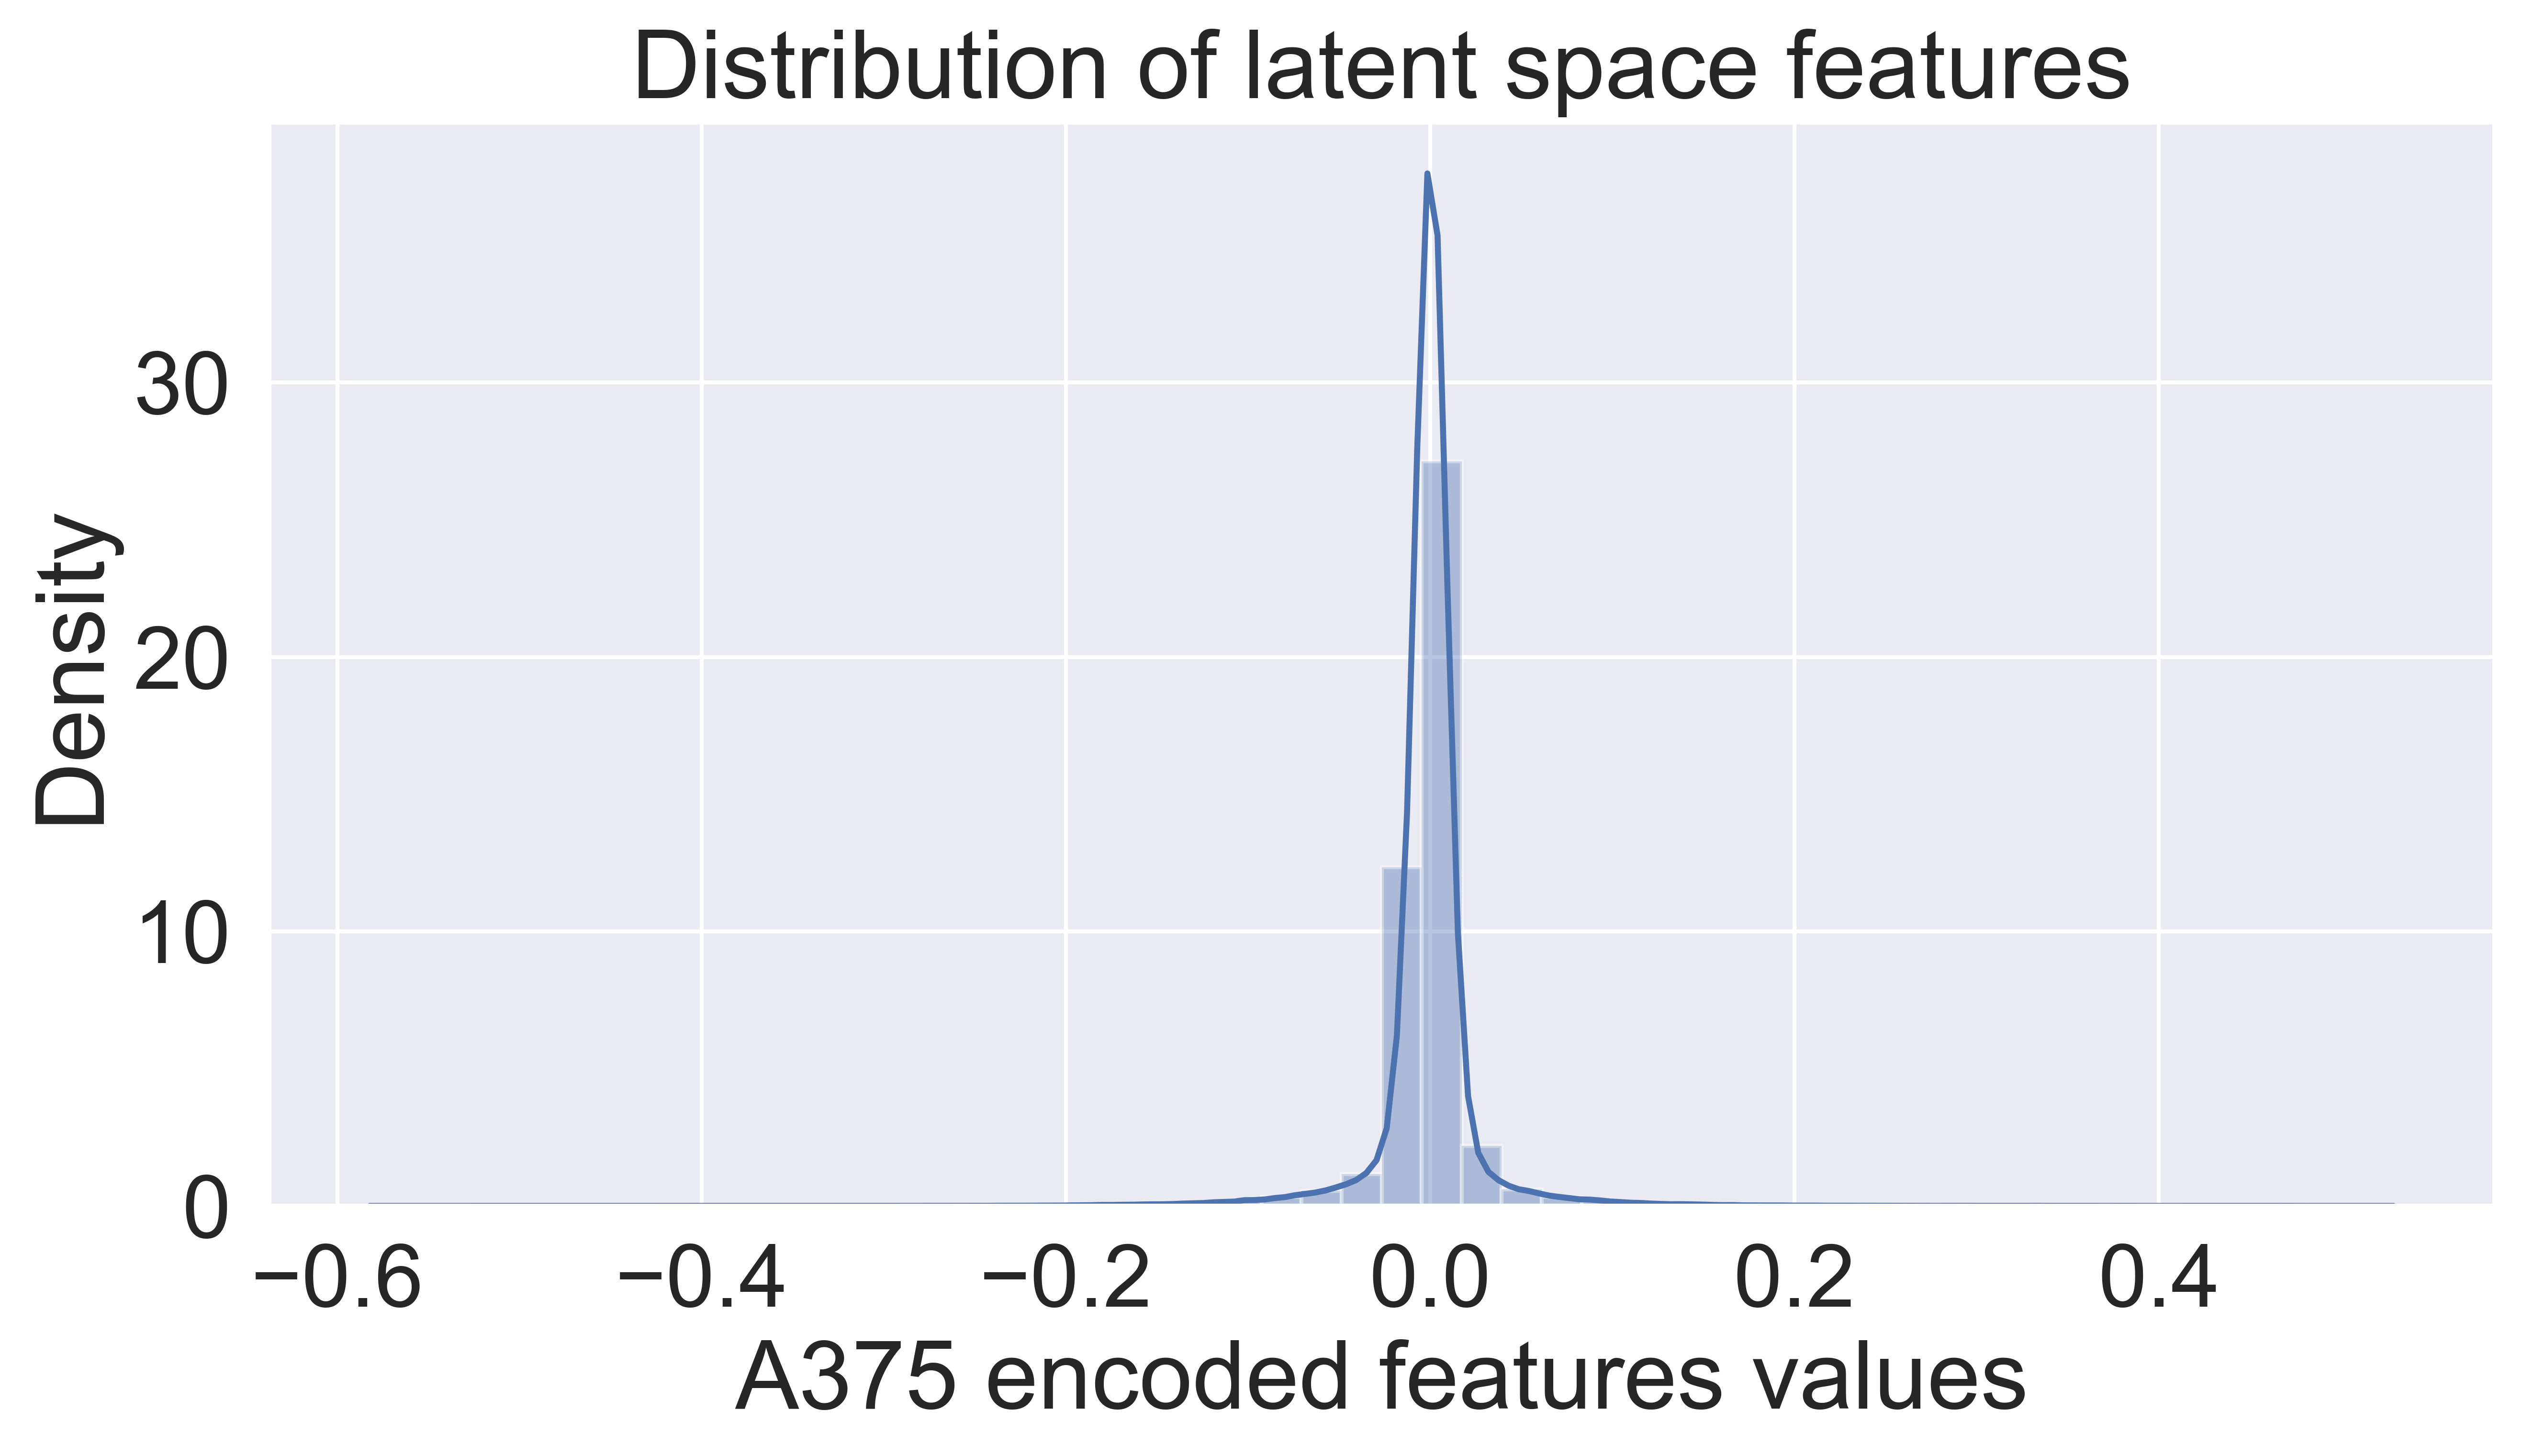 Distribution of latent space features
Density
30
20
10
0
−0.6 −0.4 −0.2 0.0 0.2 0.4
A375 encoded features values